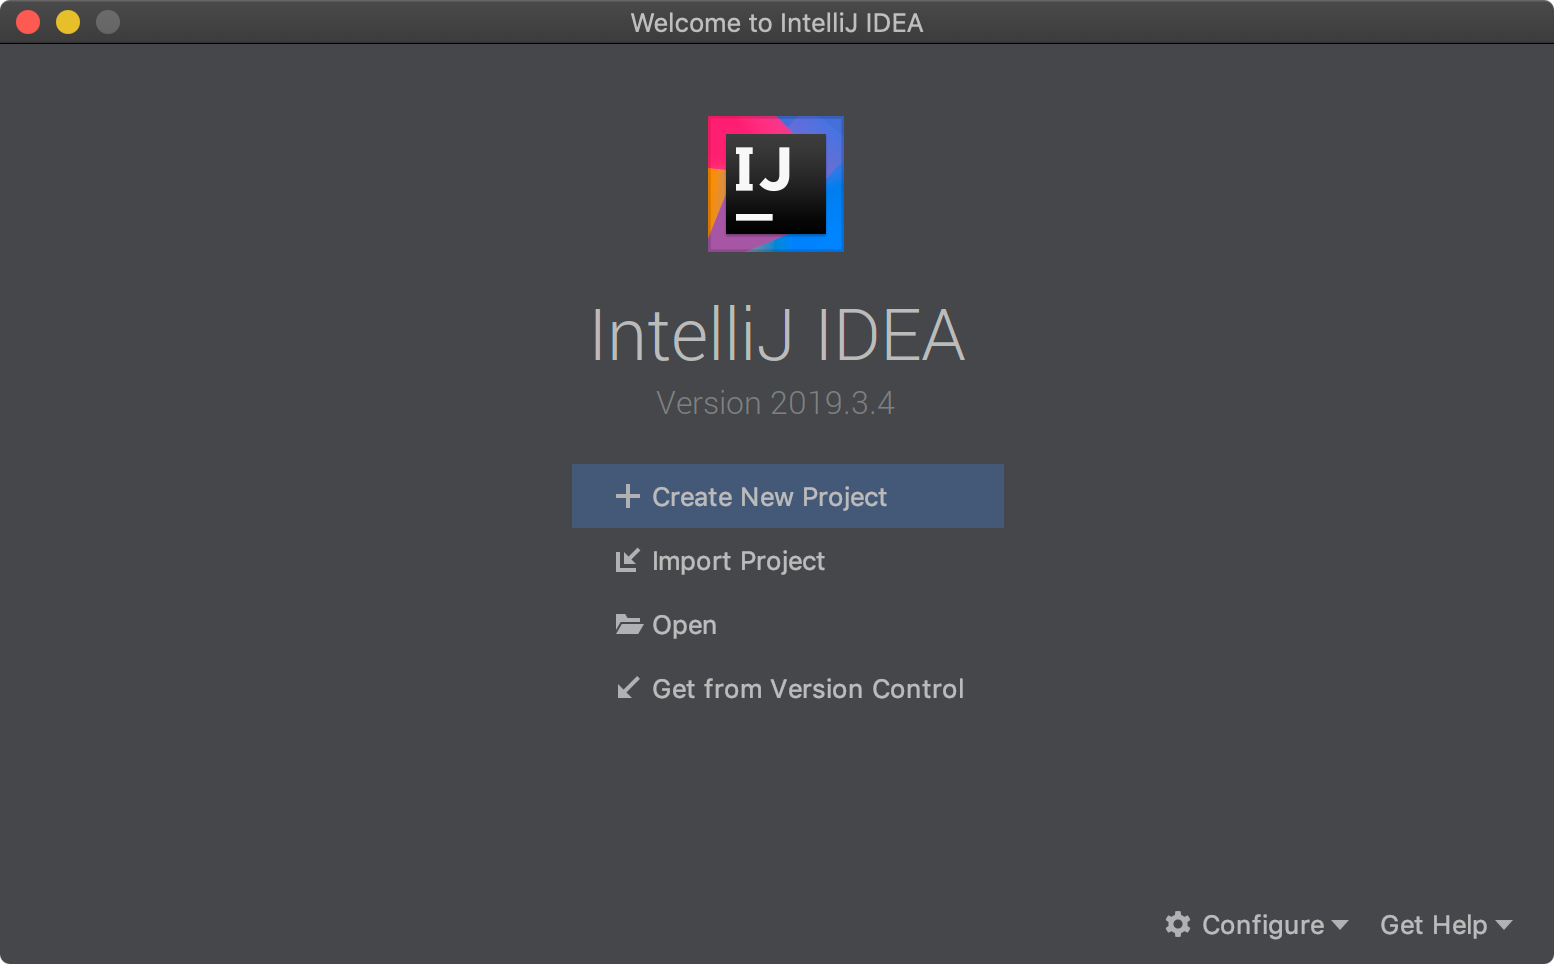 Welcome to IntelliJ IDEA
IJ
IntelliJ IDEA
Version 2019.3.4
Create New Project
Import Project
Open
Get from Version Control
Configure
Get Help